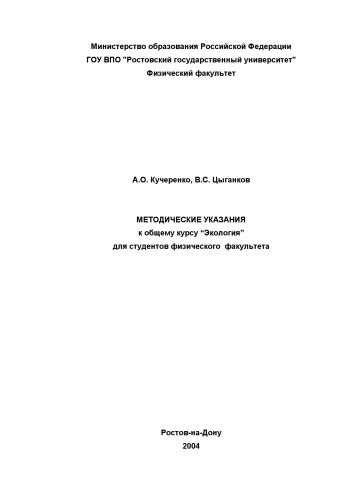 Министерство образования Российской Федерации
ГОУ ВПО "Ростовский государственный университет"
Физический факультет
А.О. Кучеренко, В.С. Цыганков
МЕТОДИЧЕСКИЕ УКАЗАНИЯ
к общему курсу “Экология”
для студентов физического факультета
Ростов-на-Дону
2004